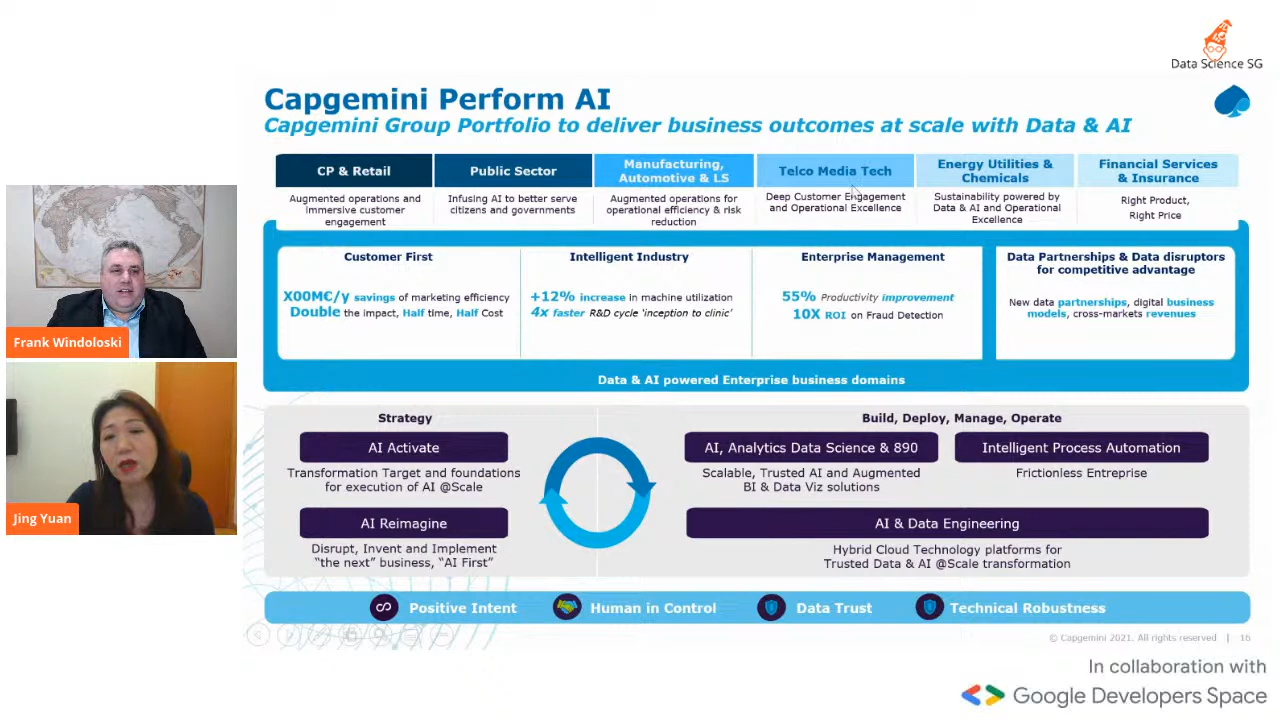 Data Science SG
Capgemini Perform AI
Capgemini Group Portfolio to deliver business outcomes at scale with Data & AI
CP & Retail
Augmented operations and
immersive customer
engagement
Public Sector
Infusing AI to better serve
citizens and governments
Manufacturing,
Automotive & LS
Augmented operations for
operational efficiency & risk
reduction
Telco Media Tech
Deep Customer Engagement
and Operational Excellence
Energy Utilities &
Chemicals
Sustainability powered by
Data & AI and Operational
Excellence
Financial Services
& Insurance
Right Product,
Right Price
Customer First
X00M€/y savings of marketing efficiency
Double the impact, Half time, Half Cost
Intelligent Industry
+12% increase in machine utilization
4x faster R&D cycle ‘inception to clinic’
Enterprise Management
55% Productivity improvement
10X ROI on Fraud Detection
Data Partnerships & Data disruptors
for competitive advantage
New data partnerships, digital business
models, cross-markets revenues
Data & AI powered Enterprise business domains
Frank Windoloski
Jing Yuan
Strategy
AI Activate
Transformation Target and foundations
for execution of AI @Scale
AI Reimagine
Disrupt, Invent and Implement
“the next” business, “AI First”
Build, Deploy, Manage, Operate
AI, Analytics Data Science & 890
Scalable, Trusted AI and Augmented
BI & Data Viz solutions
Intelligent Process Automation
Frictionless Entreprise
AI & Data Engineering
Hybrid Cloud Technology platforms for
Trusted Data & AI @Scale transformation
Positive Intent
Human in Control
Data Trust
Technical Robustness
© Capgemini 2021. All rights reserved | 16
In collaboration with
Google Developers Space